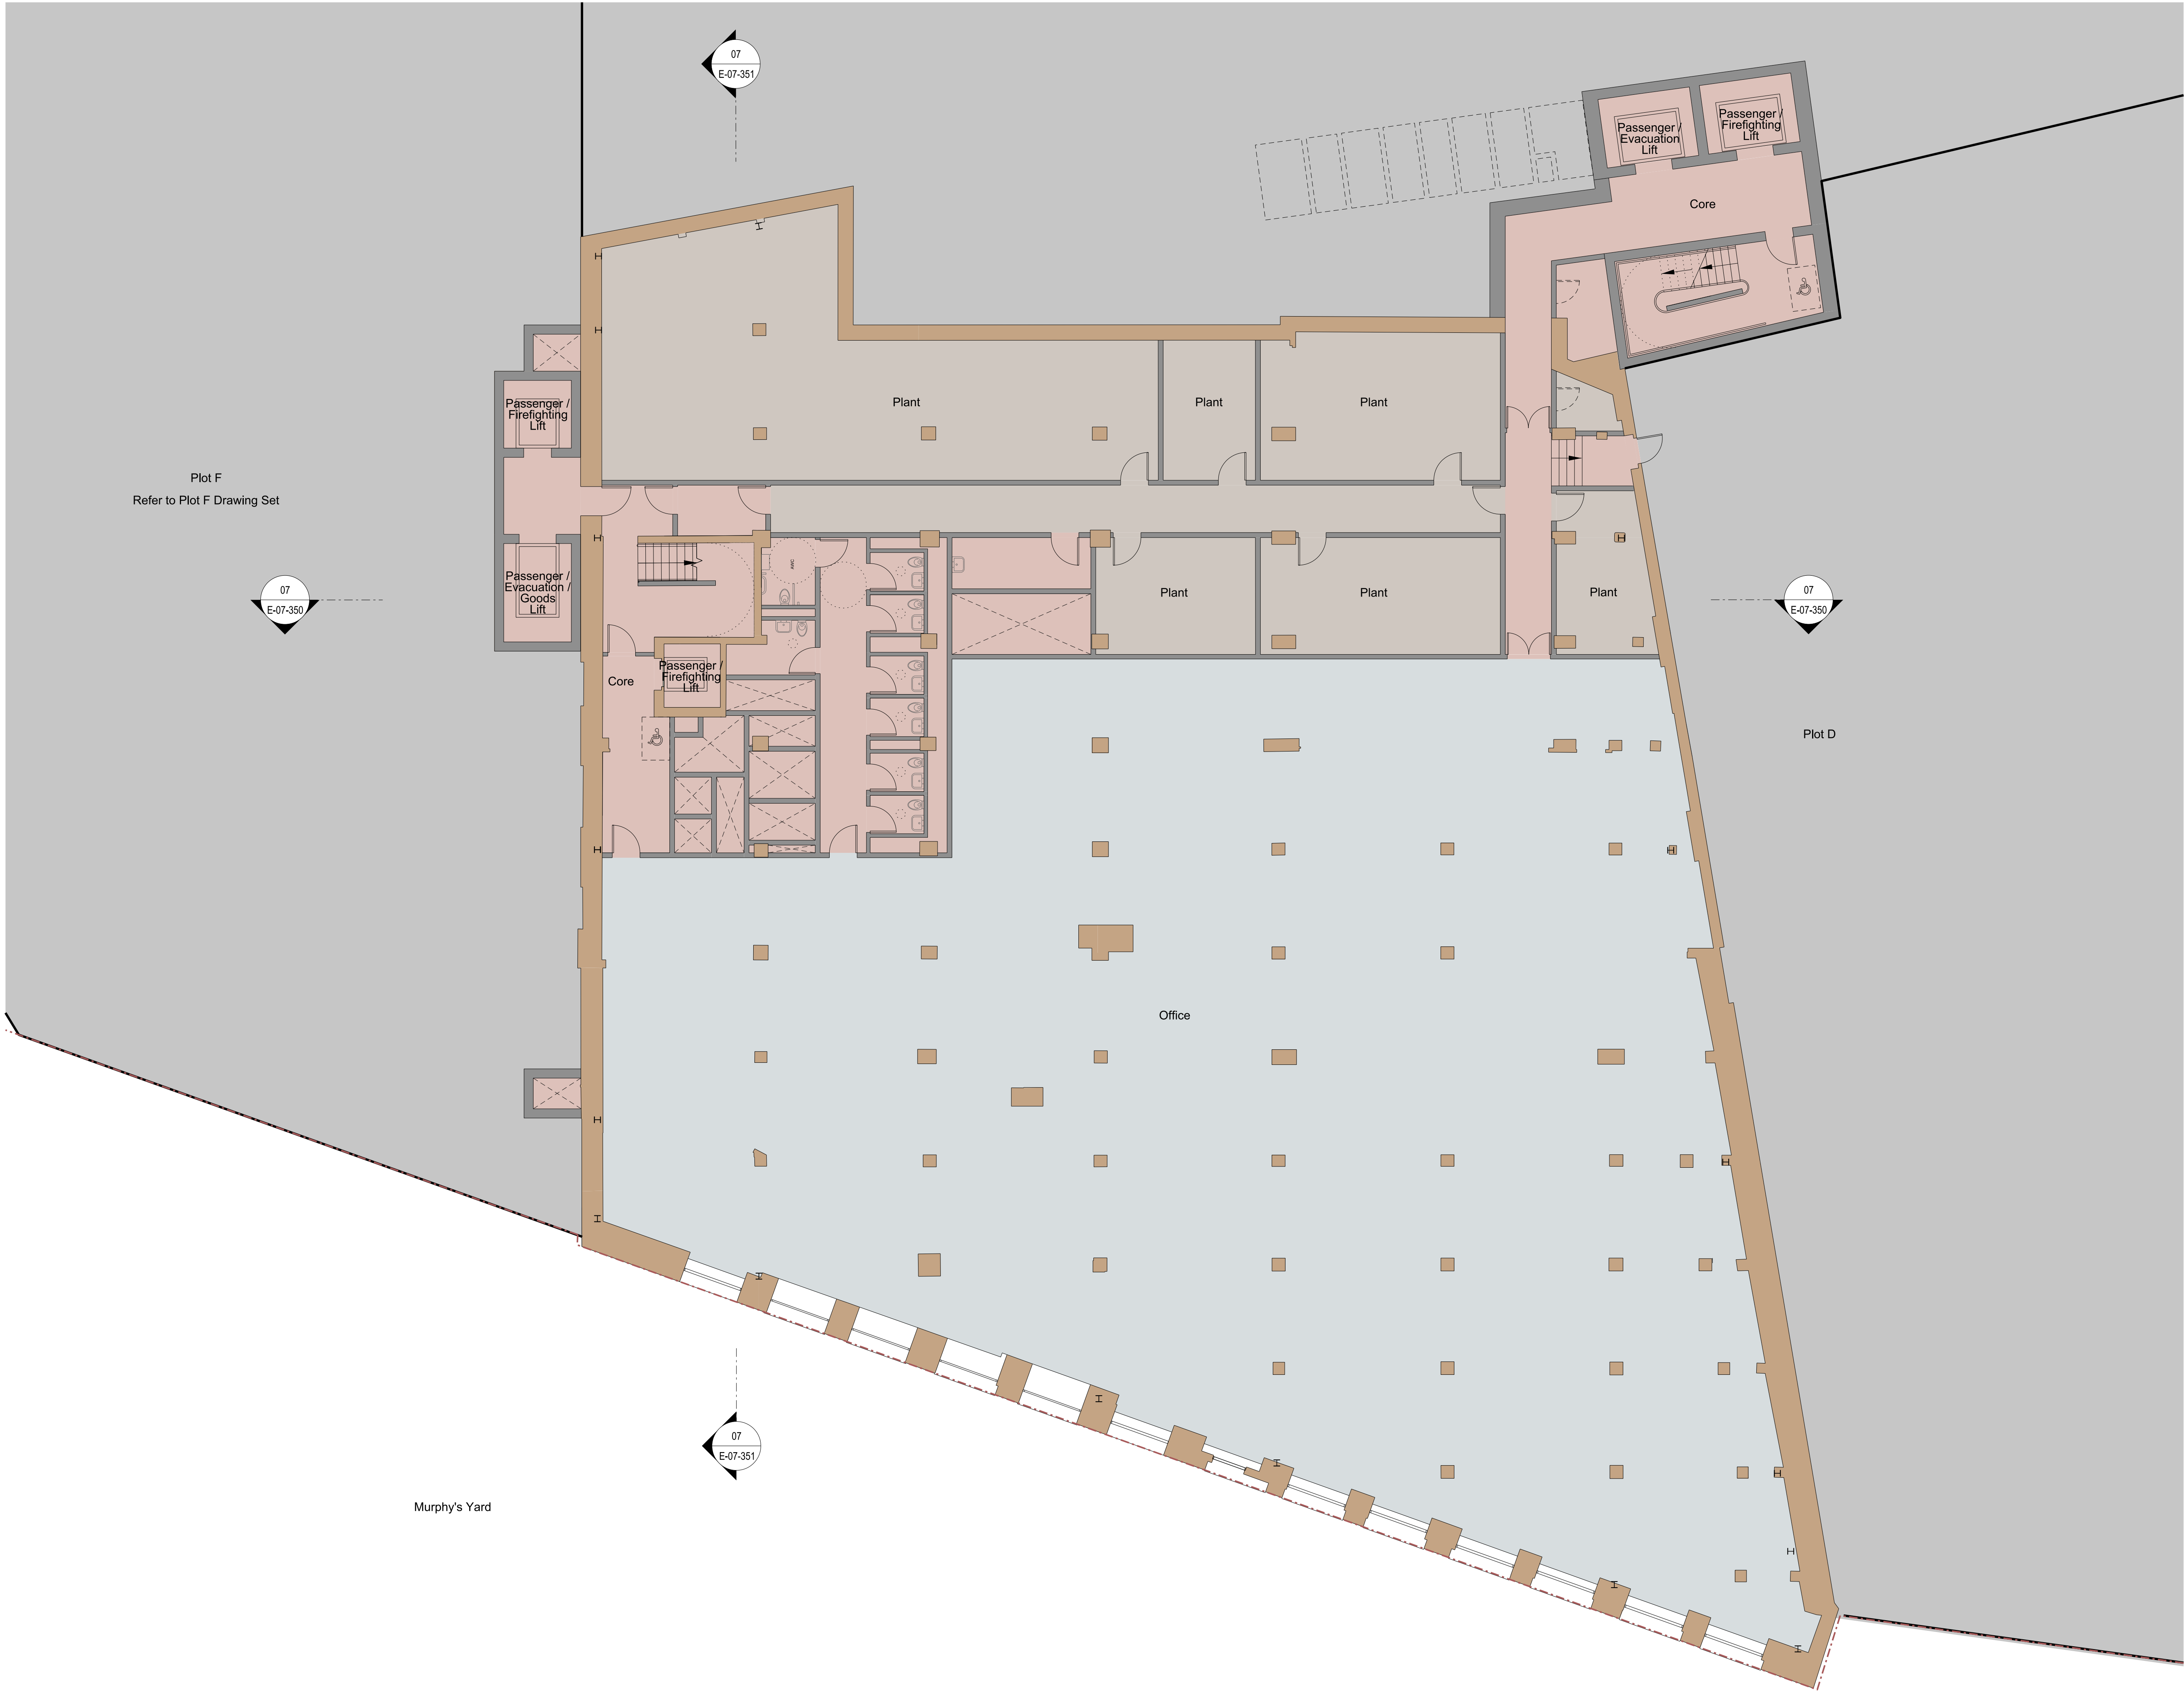 07
E-07-351
Passenger /
Evacuation
Lift
Passenger /
Firefighting
Lift
Core
Passenger /
Firefighting
Lift
Plant
Plant
Plant
Plot F
Refer to Plot F Drawing Set
07
E-07-350
Passenger /
Evacuation /
Goods
Lift
AWC
Plant
Plant
Plant
07
E-07-350
Core
Passenger /
Firefighting
Lift
Plot D
Office
07
E-07-351
Murphy's Yard